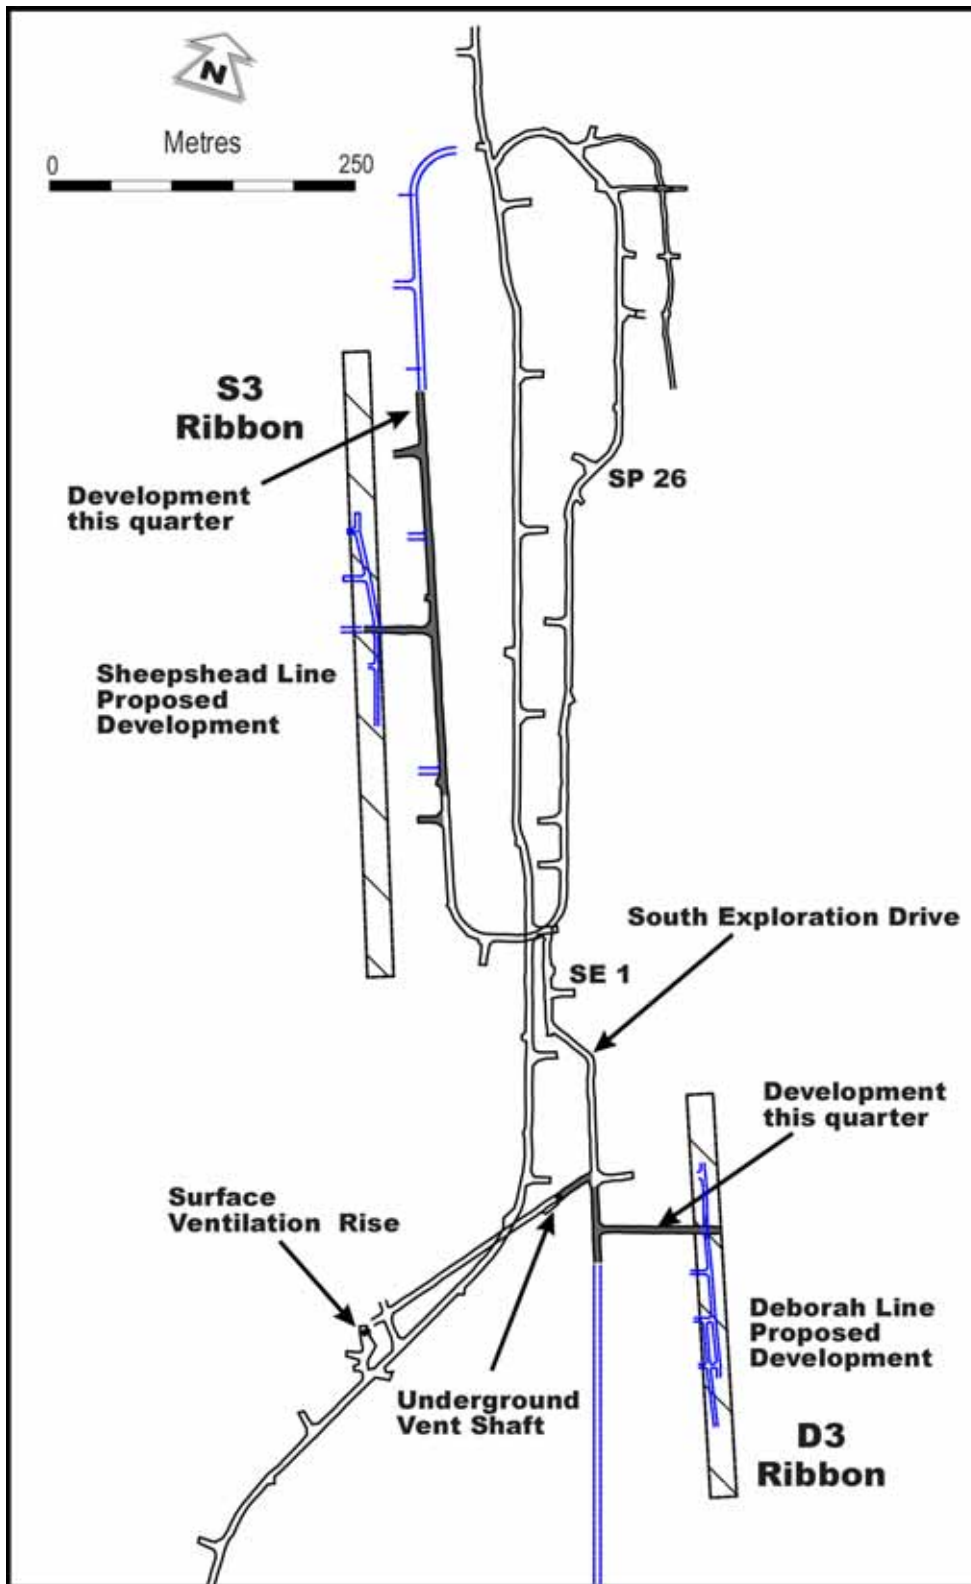 N
Metres
0 250
S3
Ribbon
Development
this quarter
SP 26
Sheepshead Line
Proposed
Development
South Exploration Drive
SE 1
Development
this quarter
Surface
Ventilation Rise
Deborah Line
Proposed
Development
Underground
Vent Shaft
D3
Ribbon